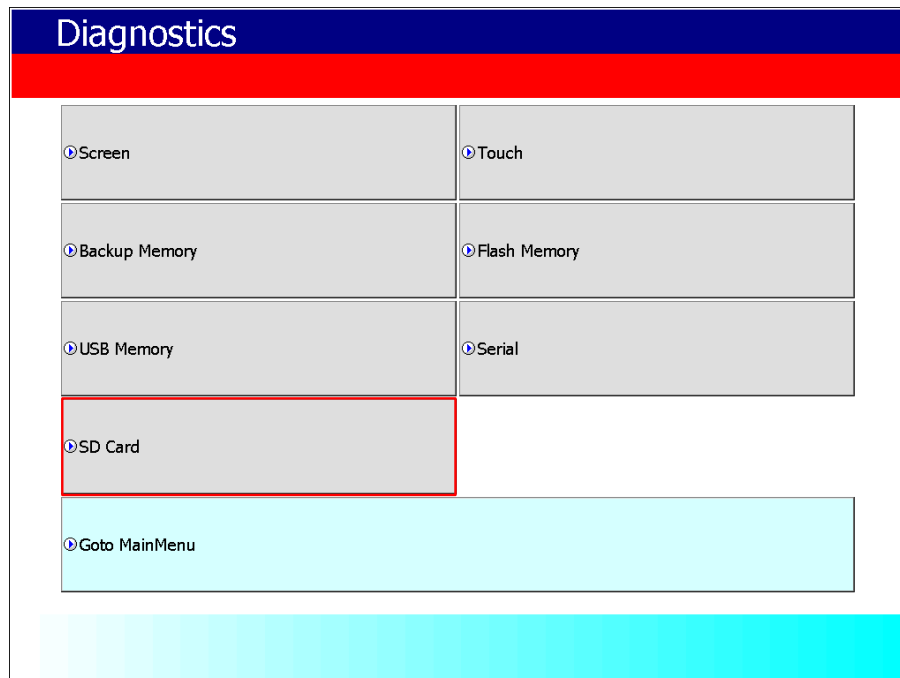 Diagnostics
Screen
Touch
Backup Memory
Flash Memory
USB Memory
Serial
SD Card
Goto MainMenu